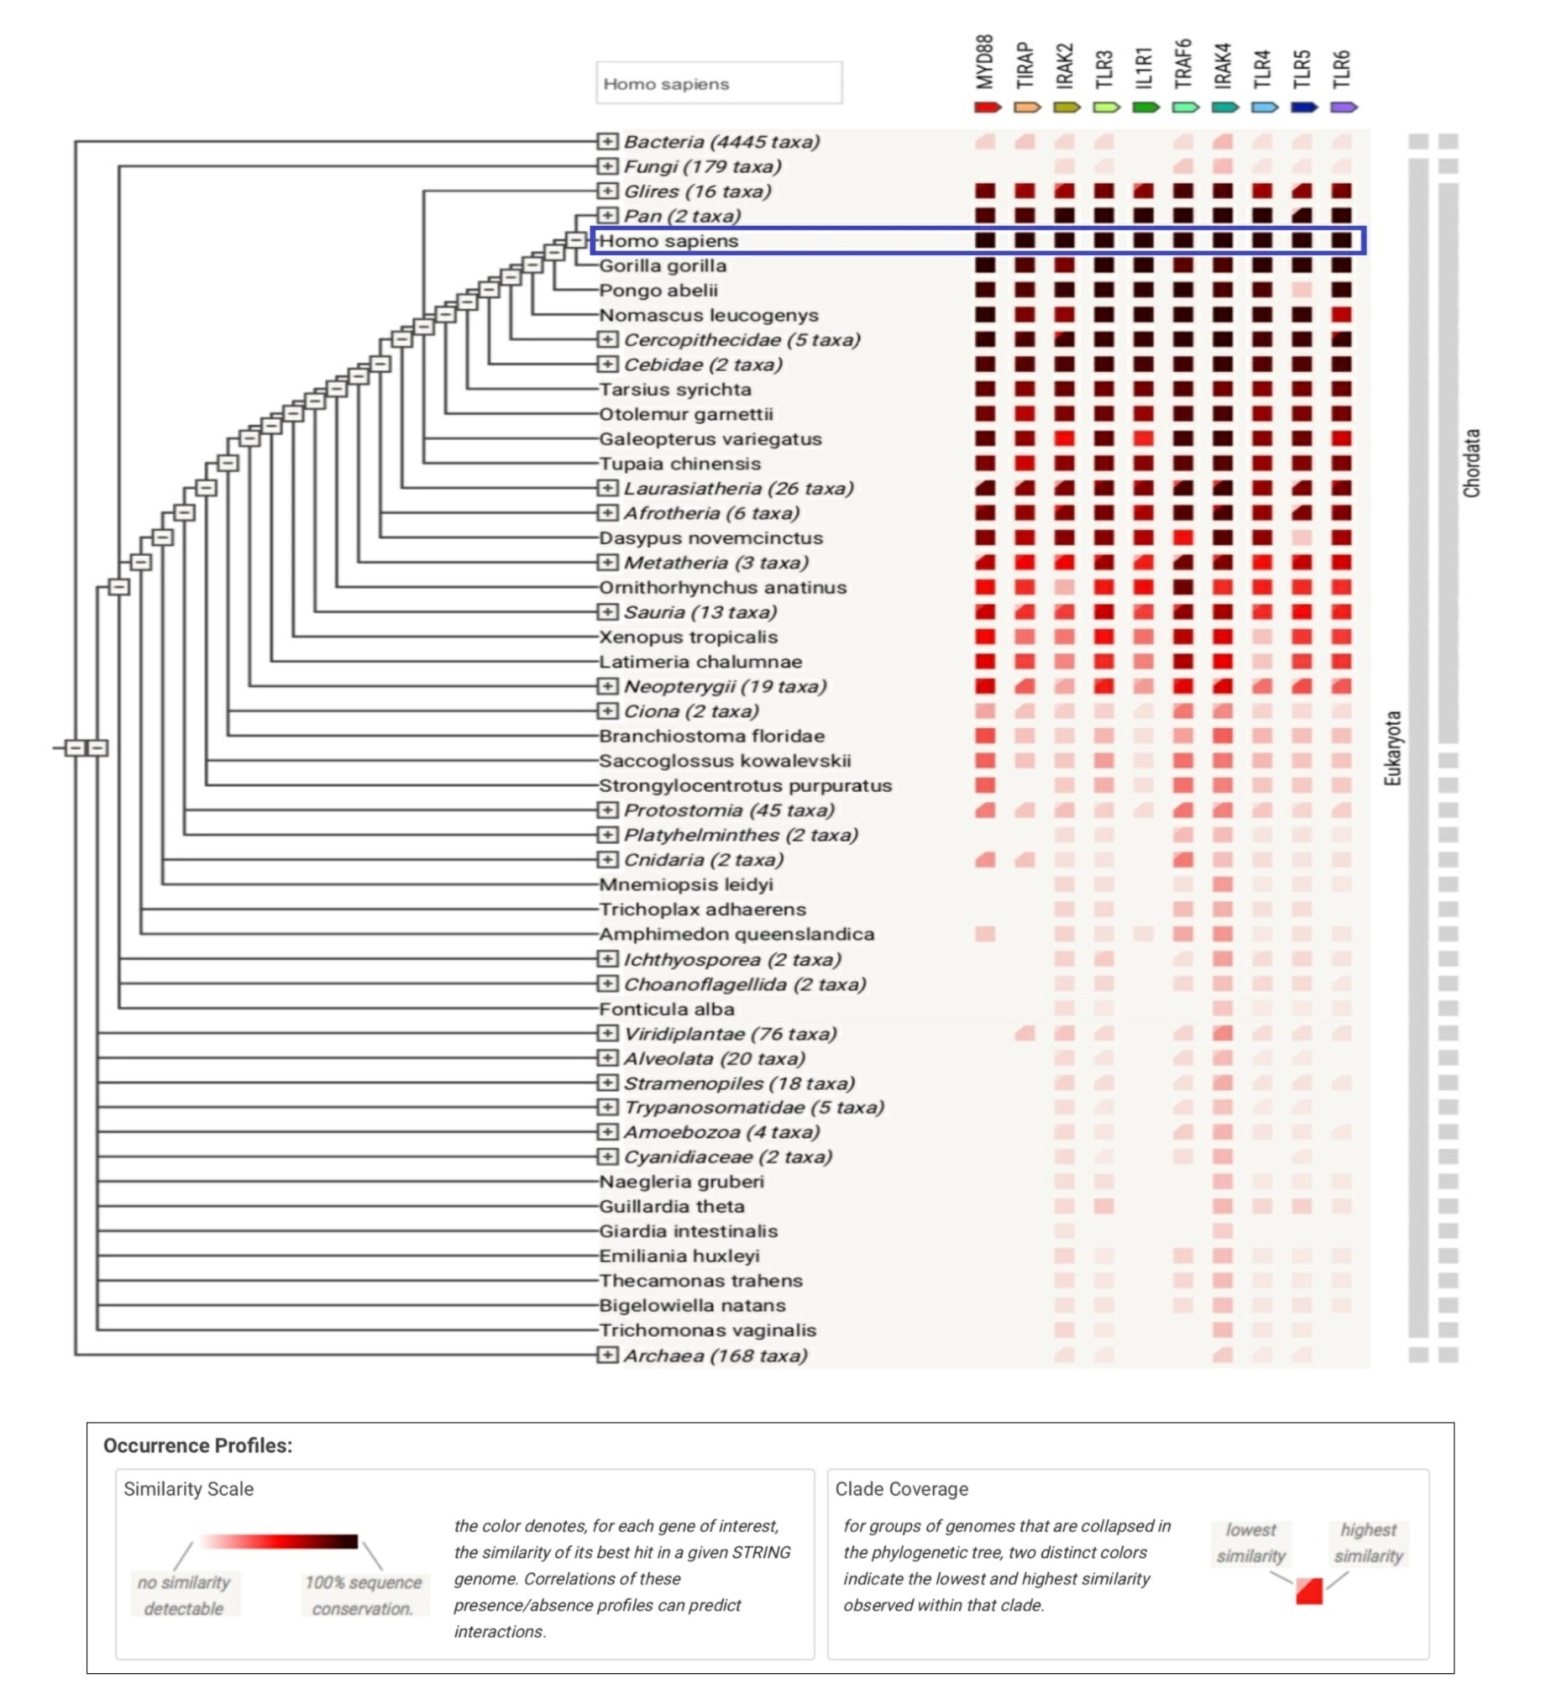 MYD88 TIRAP IRAK2 TLR3 IL1R1 TRAF6 IRAK4 TLR4 TLR5 TLR6
Homo sapiens
Bacteria (4445 taxa)
Fungi (179 taxa)
Glires (16 taxa)
Pan (2 taxa)
Homo sapiens
Gorilla gorilla
Pongo abelii
Nomascus leucogenys
Cercopithecidae (5 taxa)
Cebidae (2 taxa)
Tarsius syrichta
Otolemur garnettii
Galeopterus variegatus
Tupaia chinensis
Laurasiatheria (26 taxa)
Afrotheria (6 taxa)
Dasypus novemcinctus
Metatheria (3 taxa)
Ornithorhynchus anatinus
Sauria (13 taxa)
Xenopus tropicalis
Latimeria chalumnae
Neopterygii (19 taxa)
Ciona (2 taxa)
Branchiostoma floridae
Saccoglossus kowalevskii
Strongylocentrotus purpuratus
Protostomia (45 taxa)
Platyhelminthes (2 taxa)
Cnidaria (2 taxa)
Mnemiopsis leidyi
Trichoplax adhaerens
Amphimedon queenslandica
Ichthyosporea (2 taxa)
Choanoflagellida (2 taxa)
Fonticula alba
Viridiplantae (76 taxa)
Alveolata (20 taxa)
Stramenopiles (18 taxa)
Trypanosomatidae (5 taxa)
Amoebozoa (4 taxa)
Cyanidiaceae (2 taxa)
Naegleria gruberi
Guillardia theta
Giardia intestinalis
Emiliania huxleyi
Thecamonas trahens
Bigelowiella natans
Trichomonas vaginalis
Archaea (168 taxa)
Eukaryota
Chordata
Occurrence Profiles:
Similarity Scale
no similarity
detectable
100% sequence
conservation.
the color denotes, for each gene of interest,
the similarity of its best hit in a given STRING
genome. Correlations of these
presence/absence profiles can predict
interactions.
Clade Coverage
for groups of genomes that are collapsed in
the phylogenetic tree, two distinct colors
indicate the lowest and highest similarity
observed within that clade.
lowest
similarity
highest
similarity